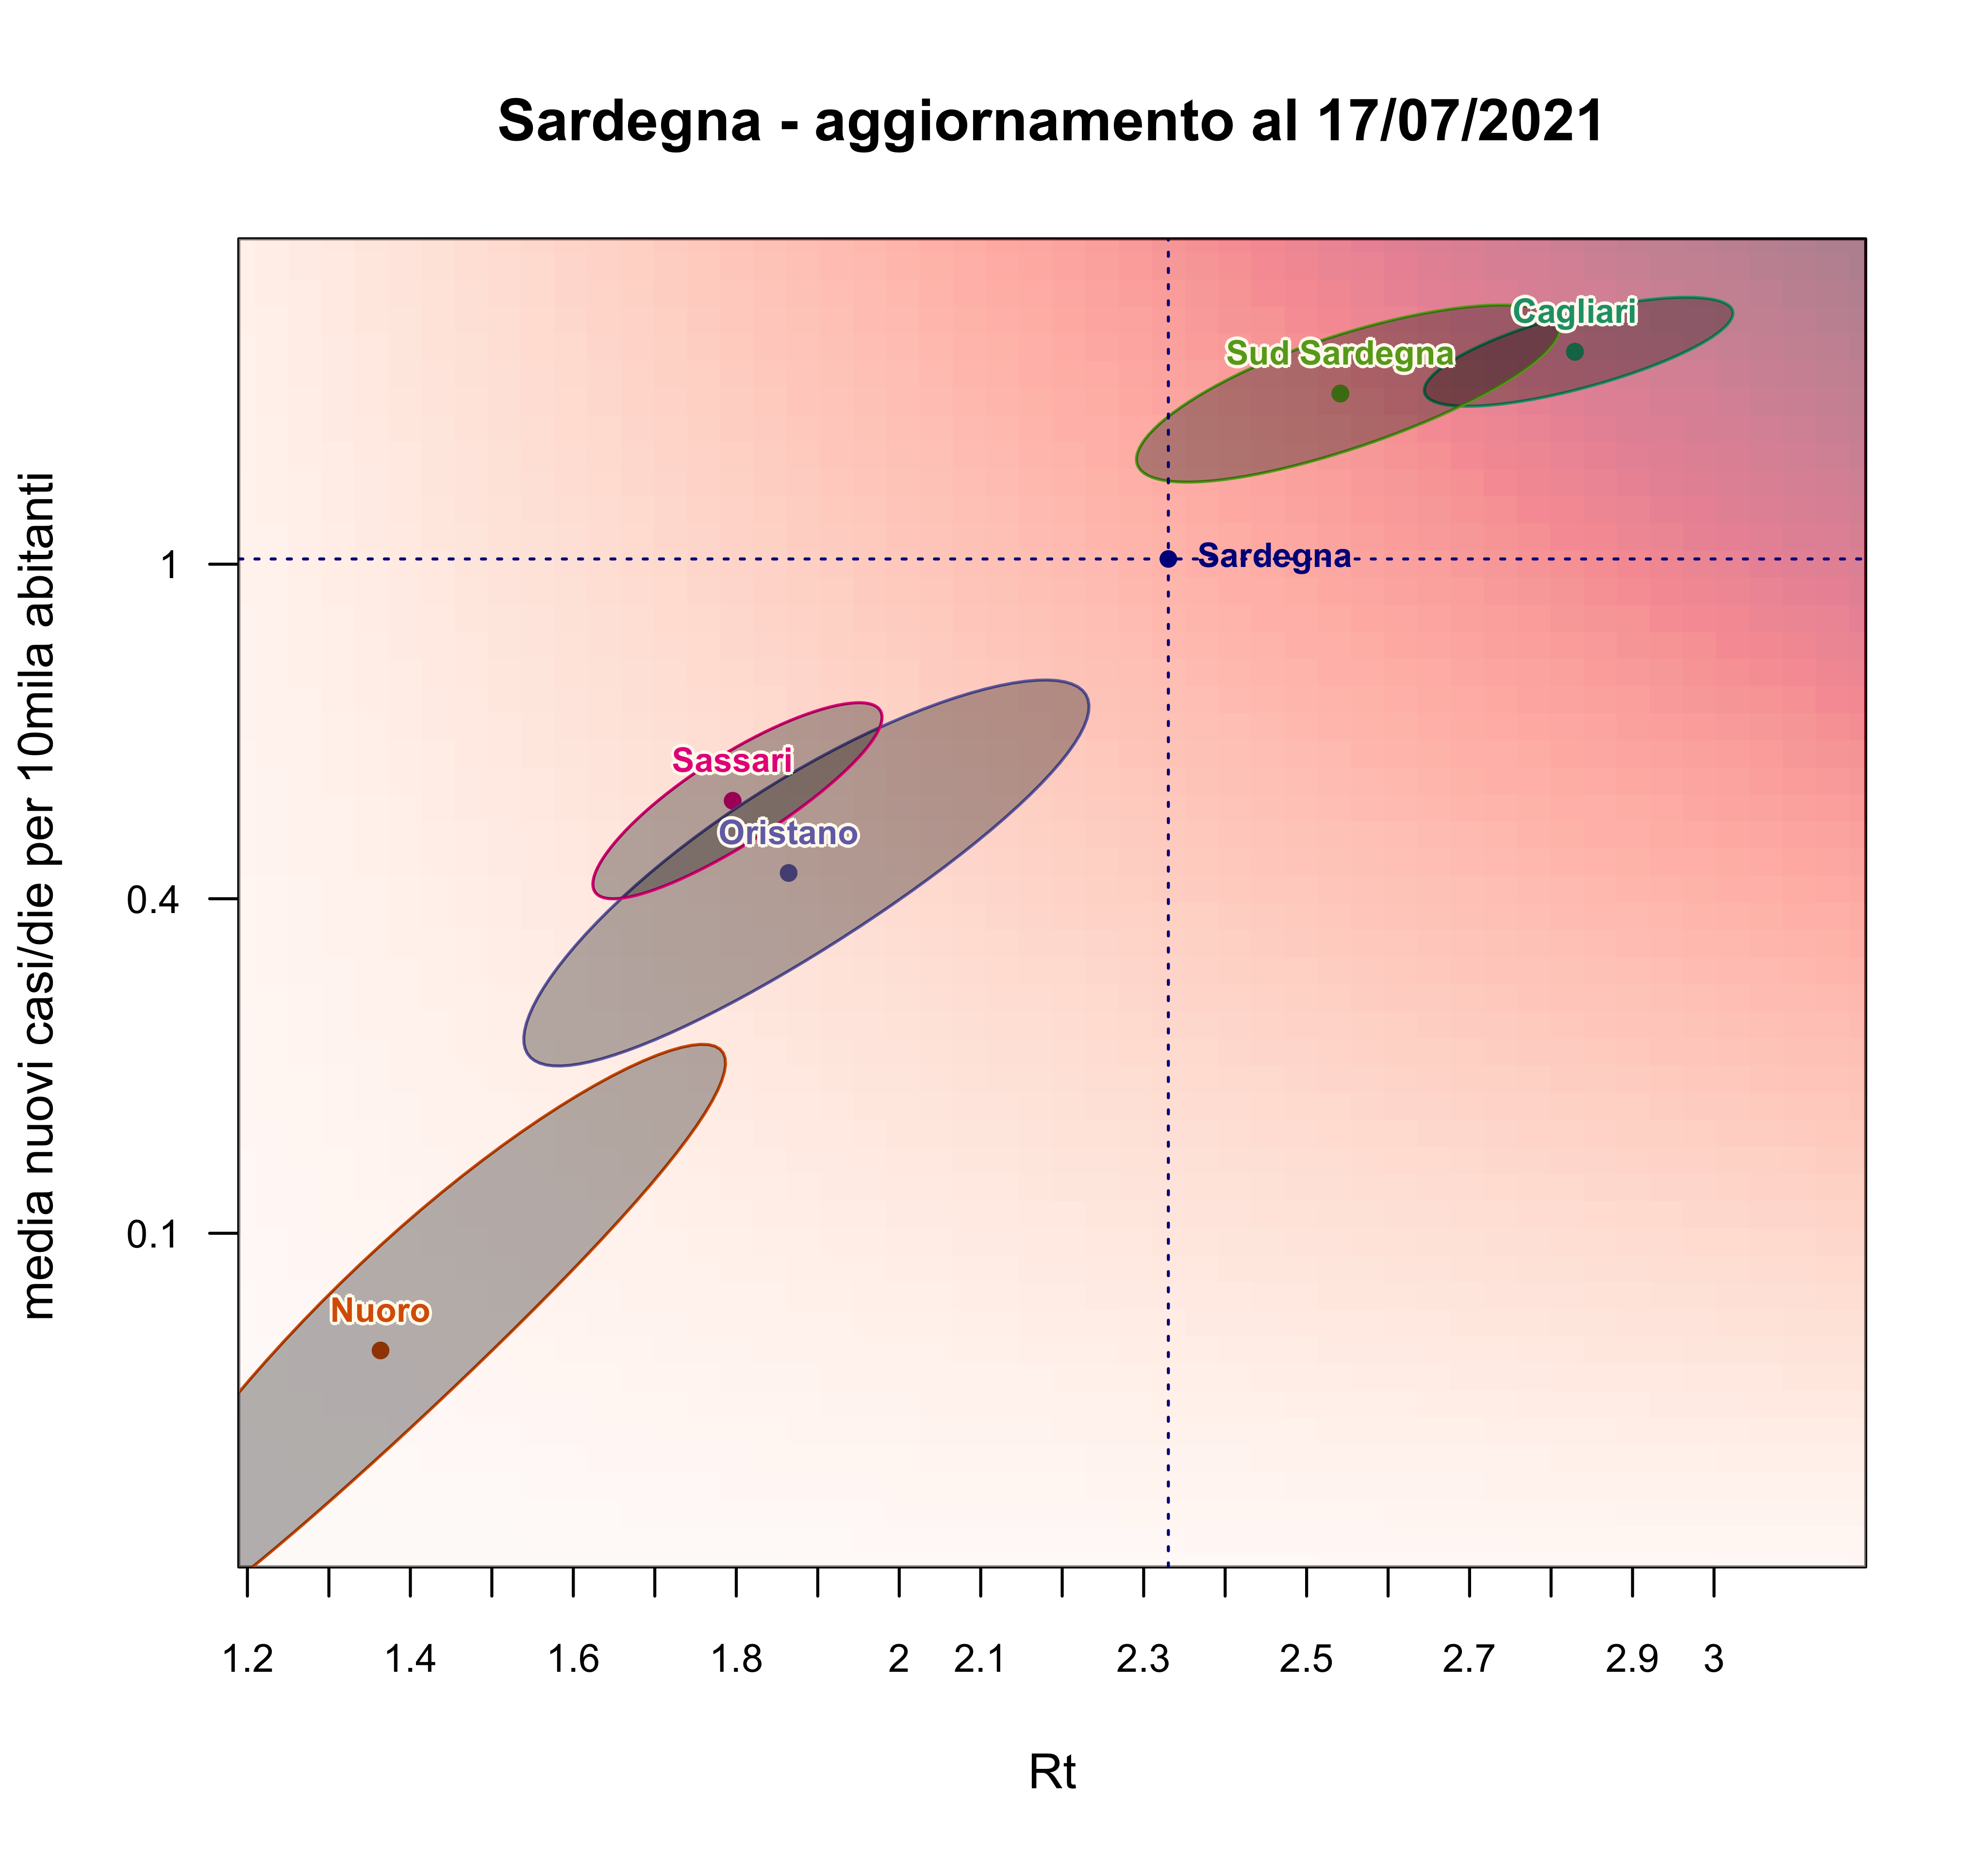 Sardegna - aggiornamento al 17/07/2021
media nuovi casi/die per 10mila abitanti
1
0.4
0.1
Cagliari
Sud Sardegna
Sardegna
Sassari
Oristano
Nuoro
1.2 1.4 1.6 1.8 2 2.1 2.3 2.5 2.7 2.9 3
Rt